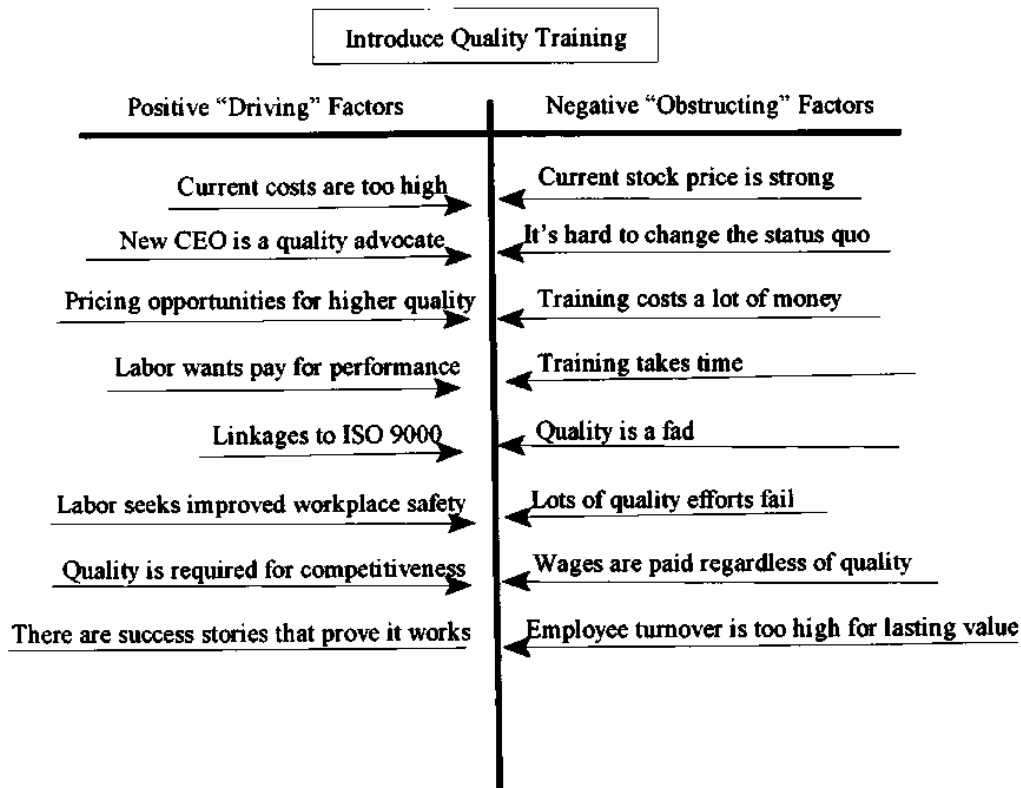 Introduce Quality Training
Positive “Driving” Factors
Negative “Obstructing” Factors
Current costs are too high
Current stock price is strong
New CEO is a quality advocate
It's hard to change the status quo
Pricing opportunities for higher quality
Training costs a lot of money
Labor wants pay for performance
Training takes time
Linkages to ISO 9000
Quality is a fad
Labor seeks improved workplace safety
Lots of quality efforts fail
Quality is required for competitiveness
Wages are paid regardless of quality
There are success stories that prove it works
Employee turnover is too high for lasting value